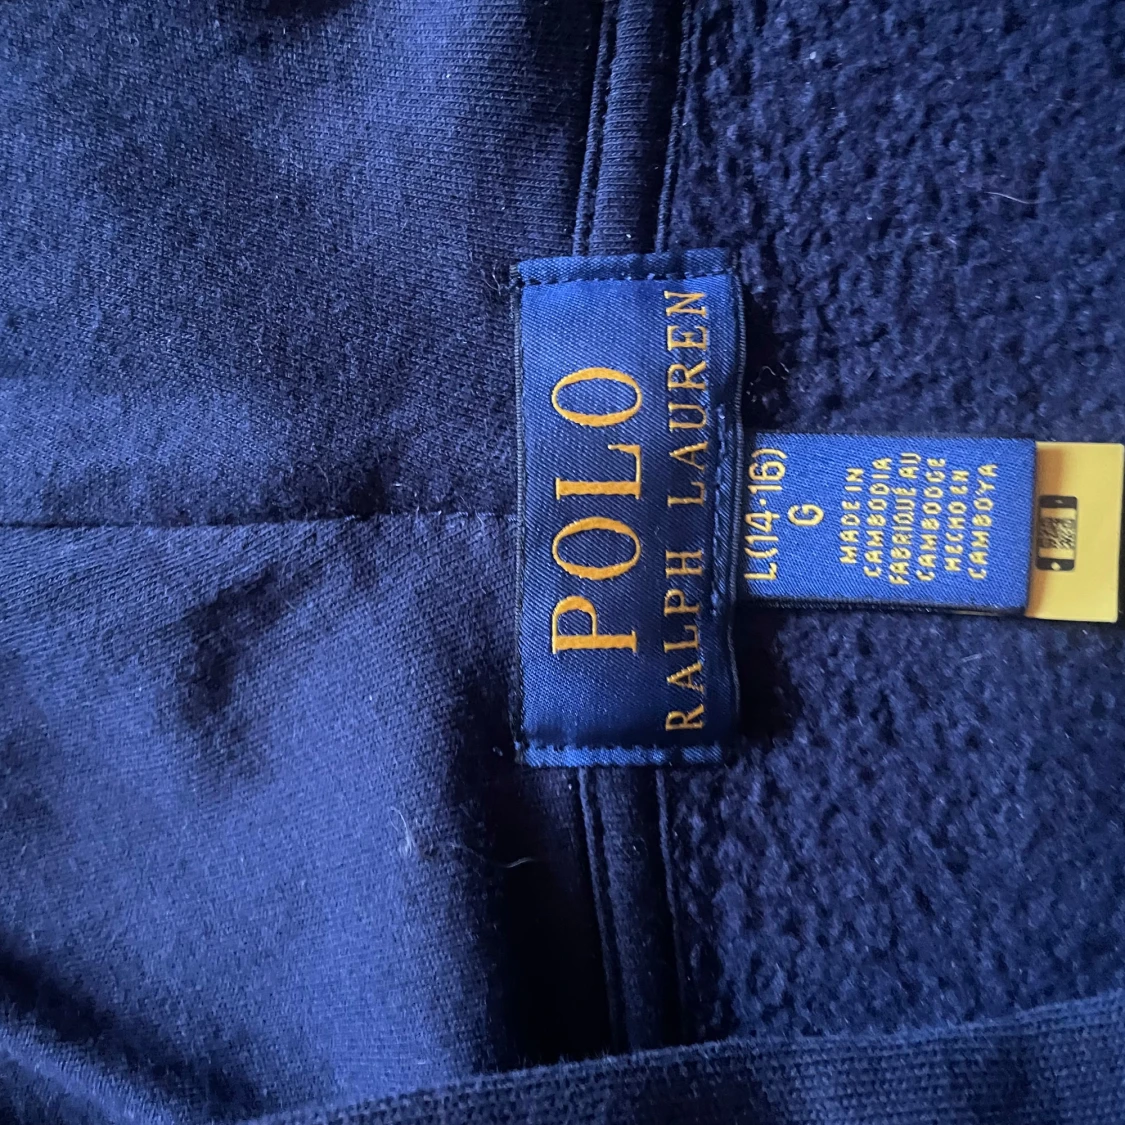 POLO
RALPH LAUREN
L(14-16)
G
MADE IN
CAMBODIA
FABRIQUÉ AU
CAMBODGE
HECHO EN
CAMBOYA